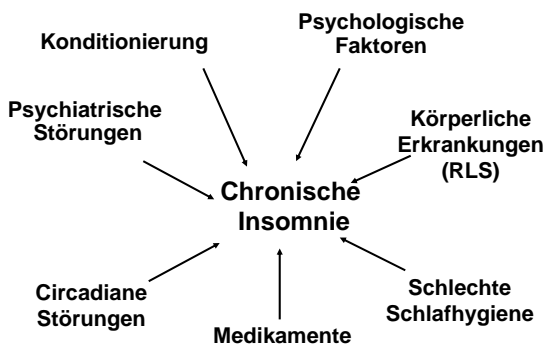 Konditionierung
Psychologische
Faktoren
Psychiatrische
Störungen
Körperliche
Erkrankungen
(RLS)
Chronische
Insomnie
Circadiane
Störungen
Medikamente
Schlechte
Schlafhygiene